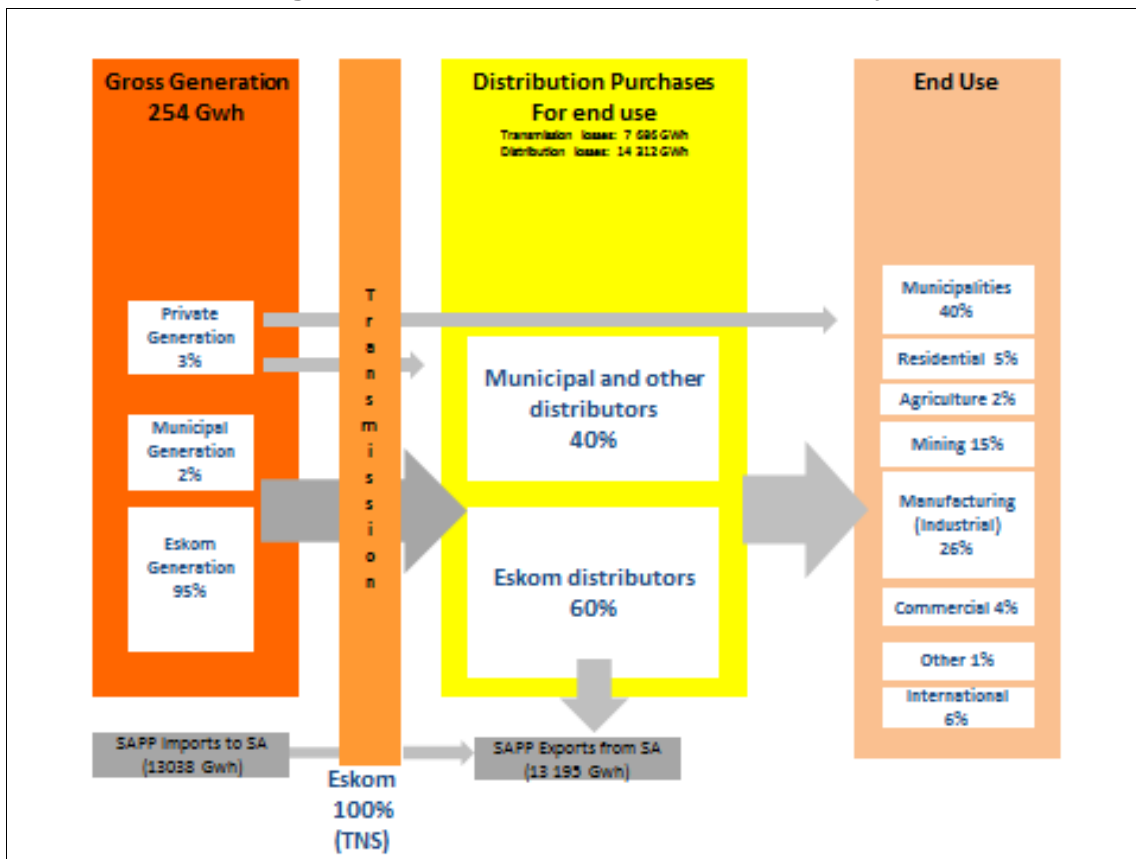 Gross Generation
254 Gwh
Private
Generation
3%
Municipal
Generation
2%
Eskom
Generation
95%
SAPP Imports to SA
(13038 Gwh)
Transmission
Eskom
100%
(TNS)
Distribution Purchases
For end use
Transmission losses: 7 GWh
Distribution losses: 14 312 GWh
Municipal and other
distributors
40%
Eskom distributors
60%
SAPP Exports from SA
(13 195 Gwh)
End Use
Municipalities
40%
Residential 5%
Agriculture 2%
Mining 15%
Manufacturing
(Industrial)
26%
Commercial 4%
Other 1%
International
6%